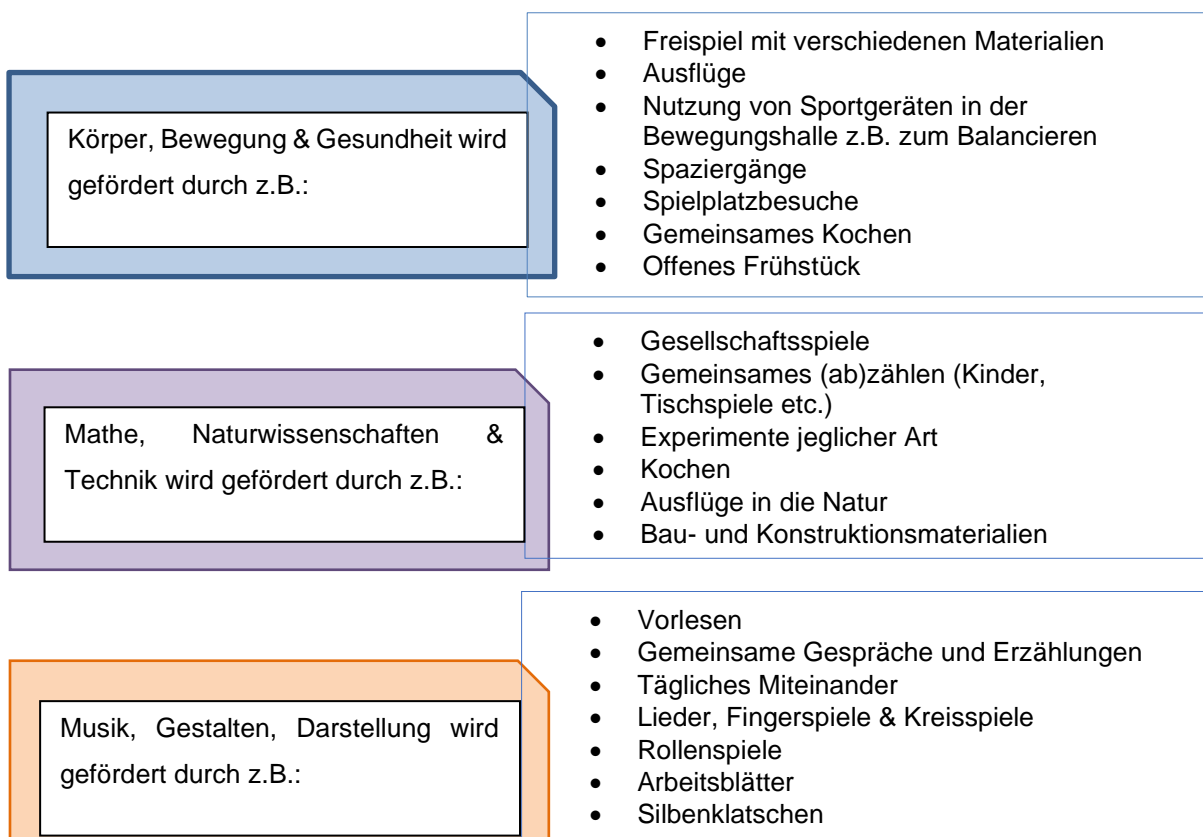 Körper, Bewegung & Gesundheit wird
gefördert durch z.B.:
• Freispiel mit verschiedenen Materialien
• Ausflüge
• Nutzung von Sportgeräten in der
Bewegungshalle z.B. zum Balancieren
• Spaziergänge
• Spielplatzbesuche
• Gemeinsames Kochen
• Offenes Frühstück
Mathe, Naturwissenschaften &
Technik wird gefördert durch z.B.:
• Gesellschaftsspiele
• Gemeinsames (ab)zählen (Kinder,
Tischspiele etc.)
• Experimente jeglicher Art
• Kochen
• Ausflüge in die Natur
• Bau- und Konstruktionsmaterialien
Musik, Gestalten, Darstellung wird
gefördert durch z.B.:
• Vorlesen
• Gemeinsame Gespräche und Erzählungen
• Tägliches Miteinander
• Lieder, Fingerspiele & Kreisspiele
• Rollenspiele
• Arbeitsblätter
• Silbenklatschen